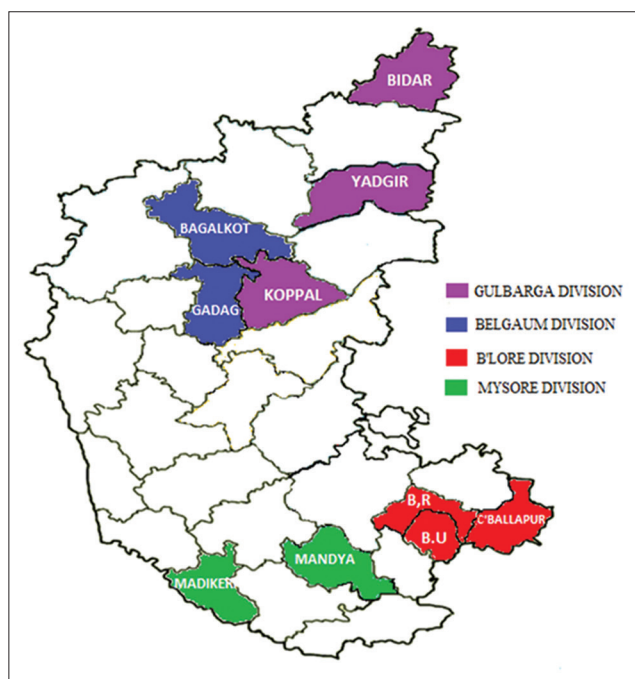 BIDAR
YADGIR
BAGALKOT
KOPPAL
GADAG
GULBARGA DIVISION
BELGAUM DIVISION
B'LORE DIVISION
MYSORE DIVISION
B,R
C'BALLAPUR
B.U
MANDYA
MADIKERI